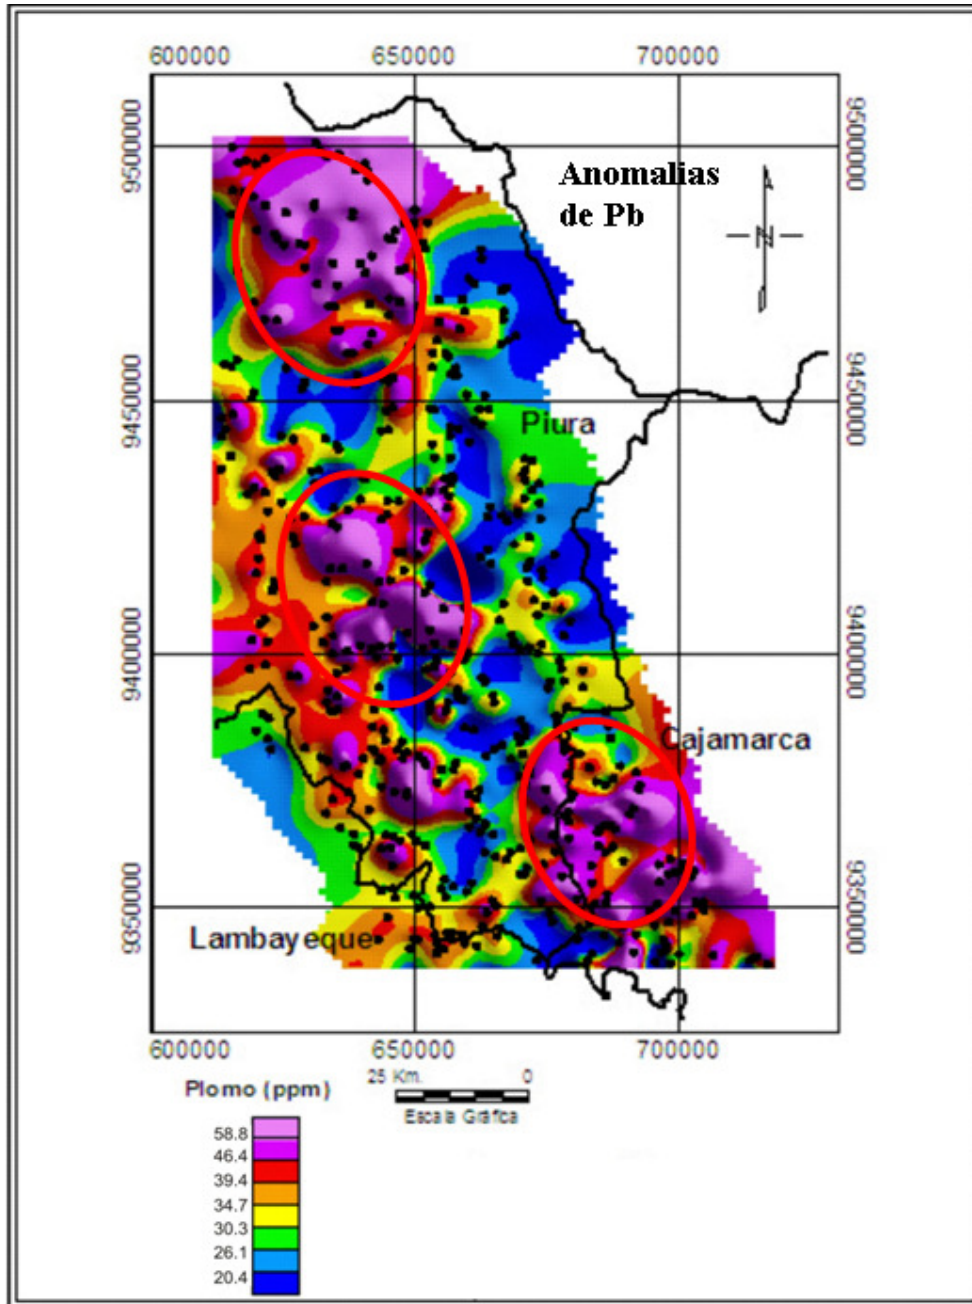 600000 650000 700000
9500000
9500000
Anomalias
de Pb
N
9450000
9450000
Piura
9400000
9400000
Cajamarca
9350000
9350000
Lambayeque
600000 650000 700000
Plomo (ppm)
25 Km. 0
Escala Gráfica
58.8
46.4
39.4
34.7
30.3
26.1
20.4